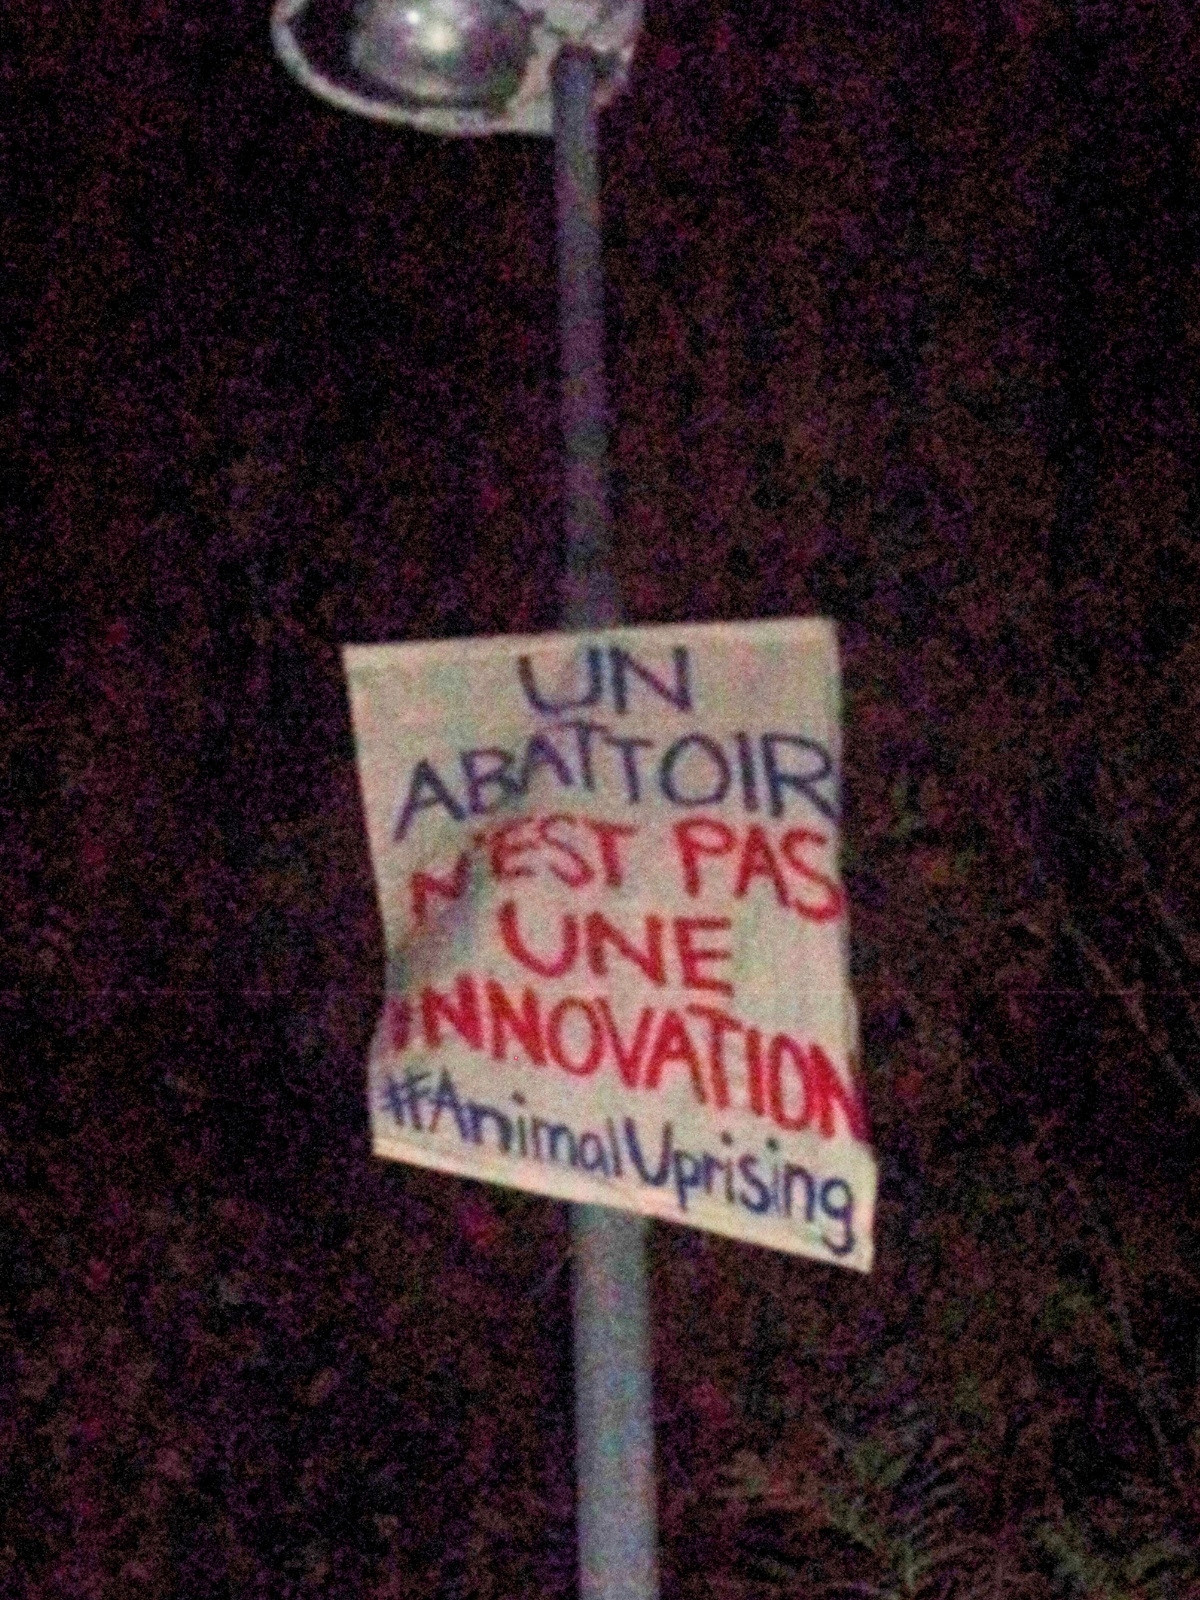 UN
ABATTOIR
N'EST PAS
UNE
INNOVATION
#AnimalUprising